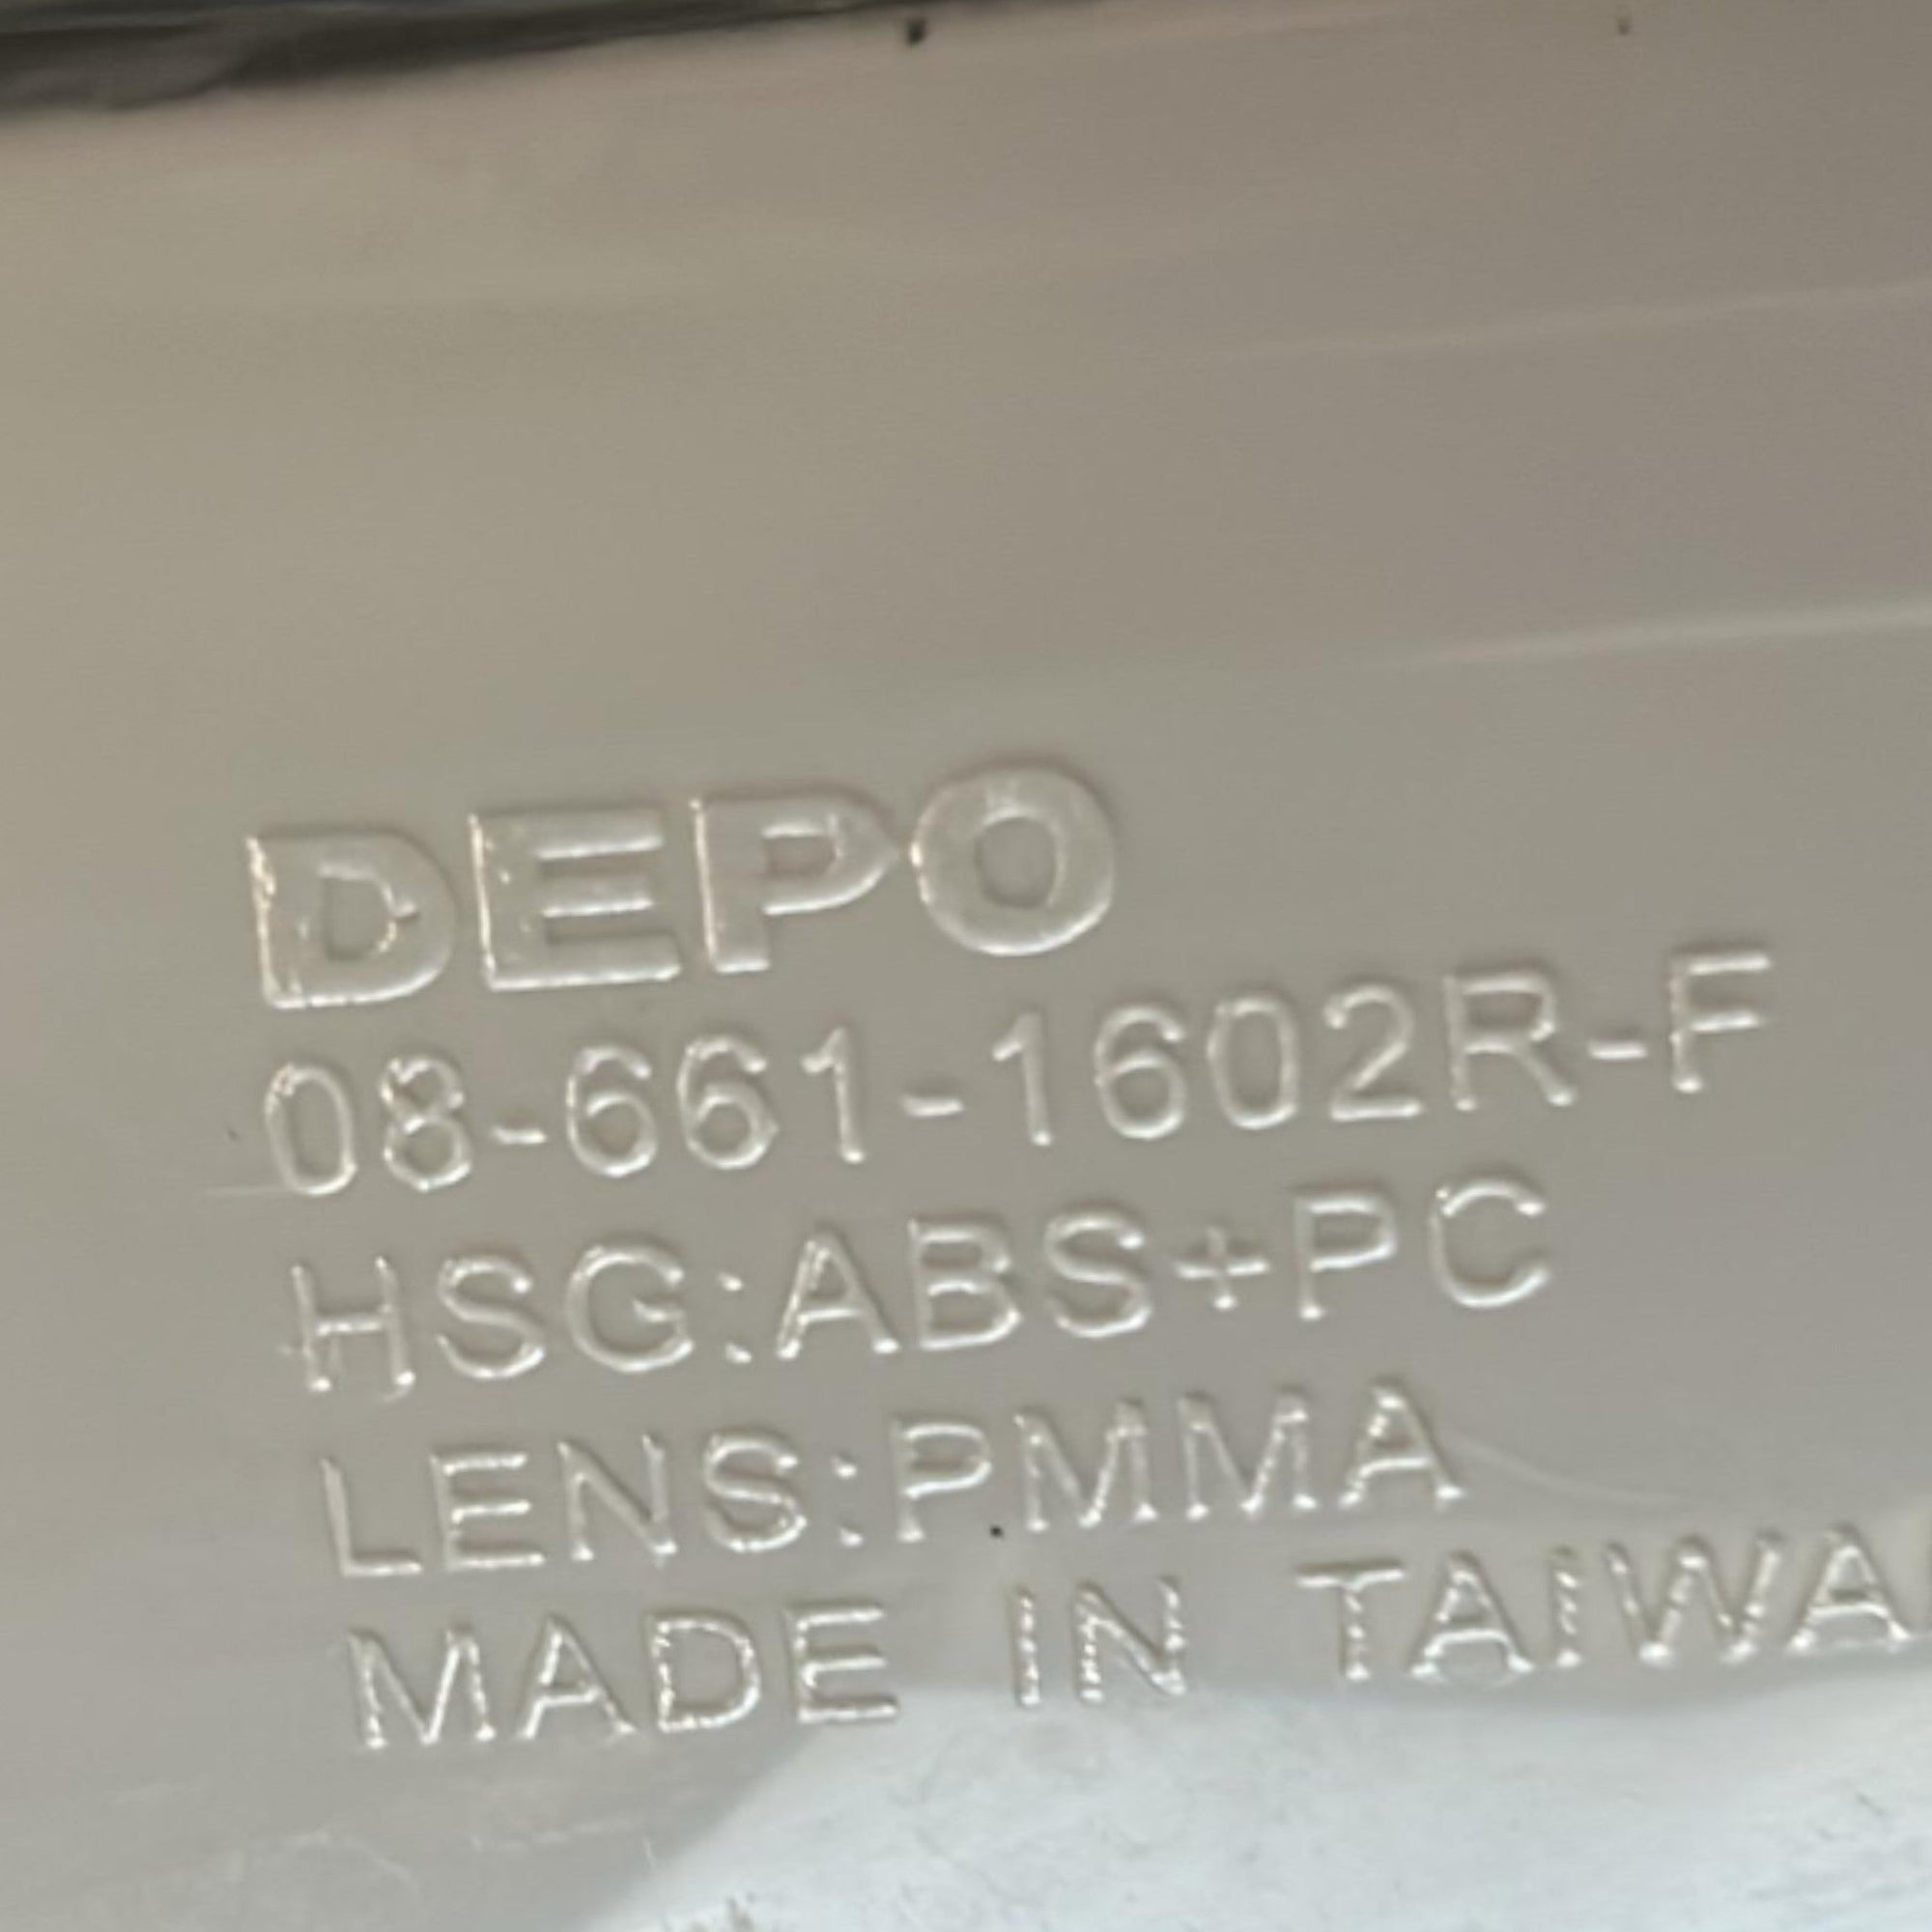 DEPO
08-661-1602R-F
HSG:ABS+PC
LENS:PMMA
MADE IN